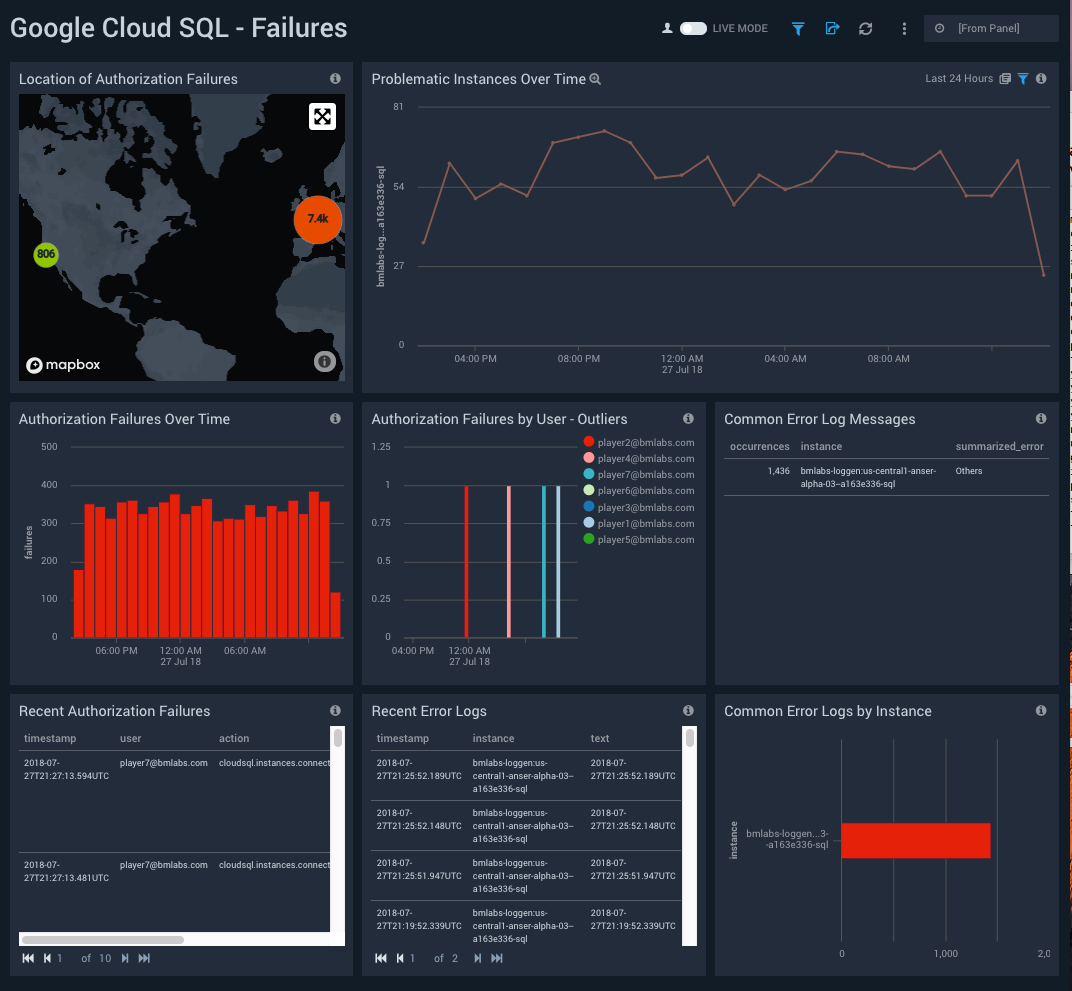 Google Cloud SQL - Failures
LIVE MODE
[From Panel]
Location of Authorization Failures
7.4k
806
mapbox
Problematic Instances Over Time
Last 24 Hours
81
54
27
0
bmlabs-log...a163e336-sql
04:00 PM
08:00 PM
12:00 AM
27 Jul 18
04:00 AM
08:00 AM
Authorization Failures Over Time
500
400
300
200
100
0
failures
06:00 PM
12:00 AM
27 Jul 18
06:00 AM
Authorization Failures by User - Outliers
1.25
1
0.75
0.5
0.25
0
04:00 PM
12:00 AM
27 Jul 18
player2@bmlabs.com
player4@bmlabs.com
player7@bmlabs.com
player6@bmlabs.com
player3@bmlabs.com
player1@bmlabs.com
player5@bmlabs.com
Common Error Log Messages
occurrences instance summarized_error
1,436 bmlabs-loggen:us-central1-anser- Others
alpha-03--a163e336-sql
Recent Authorization Failures
timestamp user action
2018-07- player7@bmlabs.com cloudsql.instances.connect
27T21:27:13.594UTC
2018-07- player7@bmlabs.com cloudsql.instances.connect
27T21:27:13.481UTC
1 of 10
Recent Error Logs
timestamp instance text
2018-07- bmlabs-loggen:us- 2018-07-
27T21:25:52.189UTC central1-anser-alpha-03-- 27T21:25:52.189UTC
a163e336-sql
2018-07- bmlabs-loggen:us- 2018-07-
27T21:25:52.148UTC central1-anser-alpha-03-- 27T21:25:52.148UTC
a163e336-sql
2018-07- bmlabs-loggen:us- 2018-07-
27T21:25:51.947UTC central1-anser-alpha-03-- 27T21:25:51.947UTC
a163e336-sql
2018-07- bmlabs-loggen:us- 2018-07-
27T21:19:52.339UTC central1-anser-alpha-03-- 27T21:19:52.339UTC
a163e336-sql
1 of 2
Common Error Logs by Instance
instance
bmlabs-loggen...3-
-a163e336-sql
0
1,000
2,0